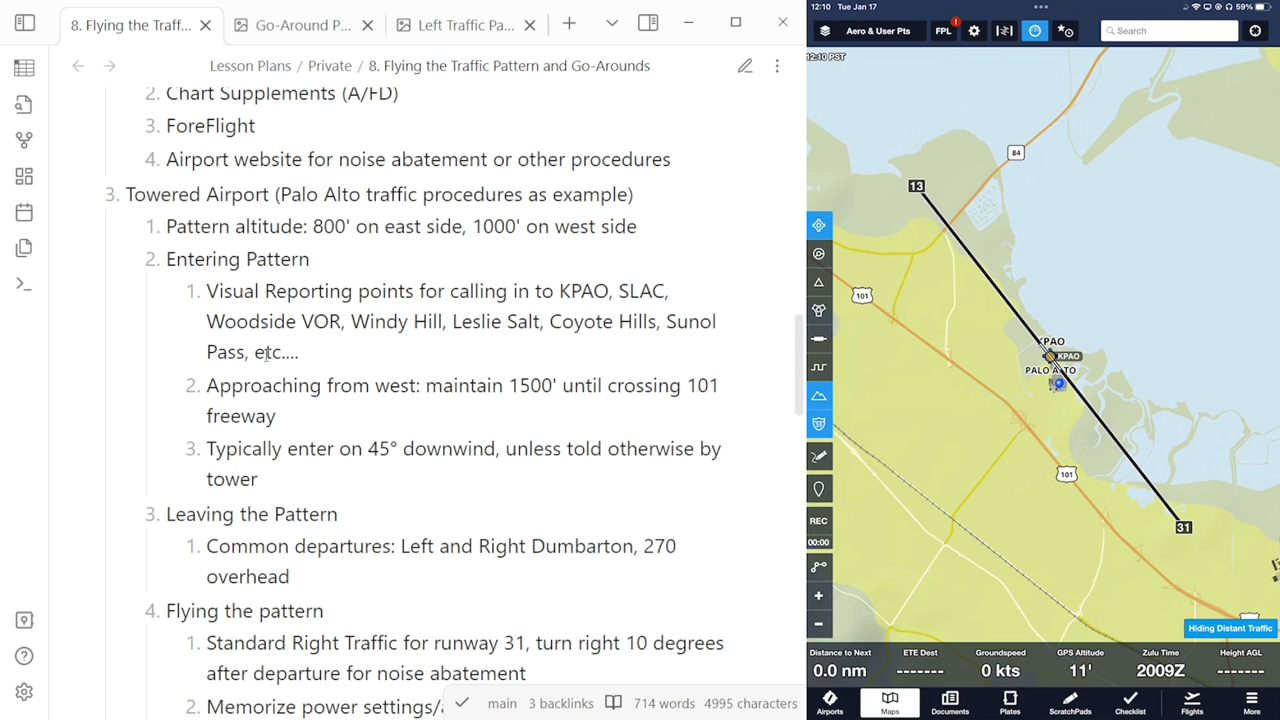 8. Flying the Traff...
Go-Around P...
Left Traffic Pa...
Lesson Plans / Private / 8. Flying the Traffic Pattern and Go-Arounds
2. Chart Supplements (A/FD)
3. ForeFlight
4. Airport website for noise abatement or other procedures
3. Towered Airport (Palo Alto traffic procedures as example)
1. Pattern altitude: 800' on east side, 1000' on west side
2. Entering Pattern
1. Visual Reporting points for calling in to KPAO, SLAC,
Woodside VOR, Windy Hill, Leslie Salt, Coyote Hills, Sunol
Pass, etc....
2. Approaching from west: maintain 1500' until crossing 101
freeway
3. Typically enter on 45° downwind, unless told otherwise by
tower
3. Leaving the Pattern
1. Common departures: Left and Right Dumbarton, 270
overhead
4. Flying the pattern
1. Standard Right Traffic for runway 31, turn right 10 degrees
after departure for noise abatement
2. Memorize power settings/
main 3 backlinks 714 words 4995 characters
12:10 Tue Jan 17
59%
Aero & User Pts
FPL
Search
12:10 PST
84
13
101
KPAO
KPAO
PALO ALTO
101
31
REC
00:00
Hiding Distant Traffic
Distance to Next ETE Dest Groundspeed GPS Altitude Zulu Time Height AGL
0.0 nm ------- 0 kts 11' 2009Z -------
Airports Maps Documents Plates ScratchPads Checklist Flights More